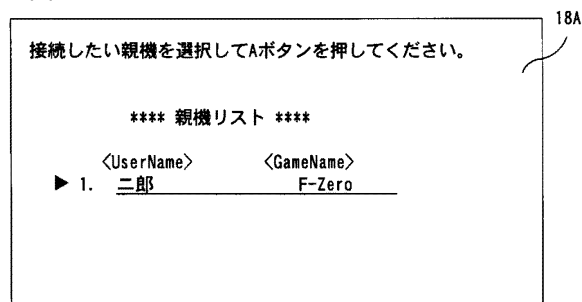 18A
接続したい親機を選択してAボタンを押してください。
**** 親機リスト ****
<UserName> <GameName>
▶ 1. 二郎 F-Zero